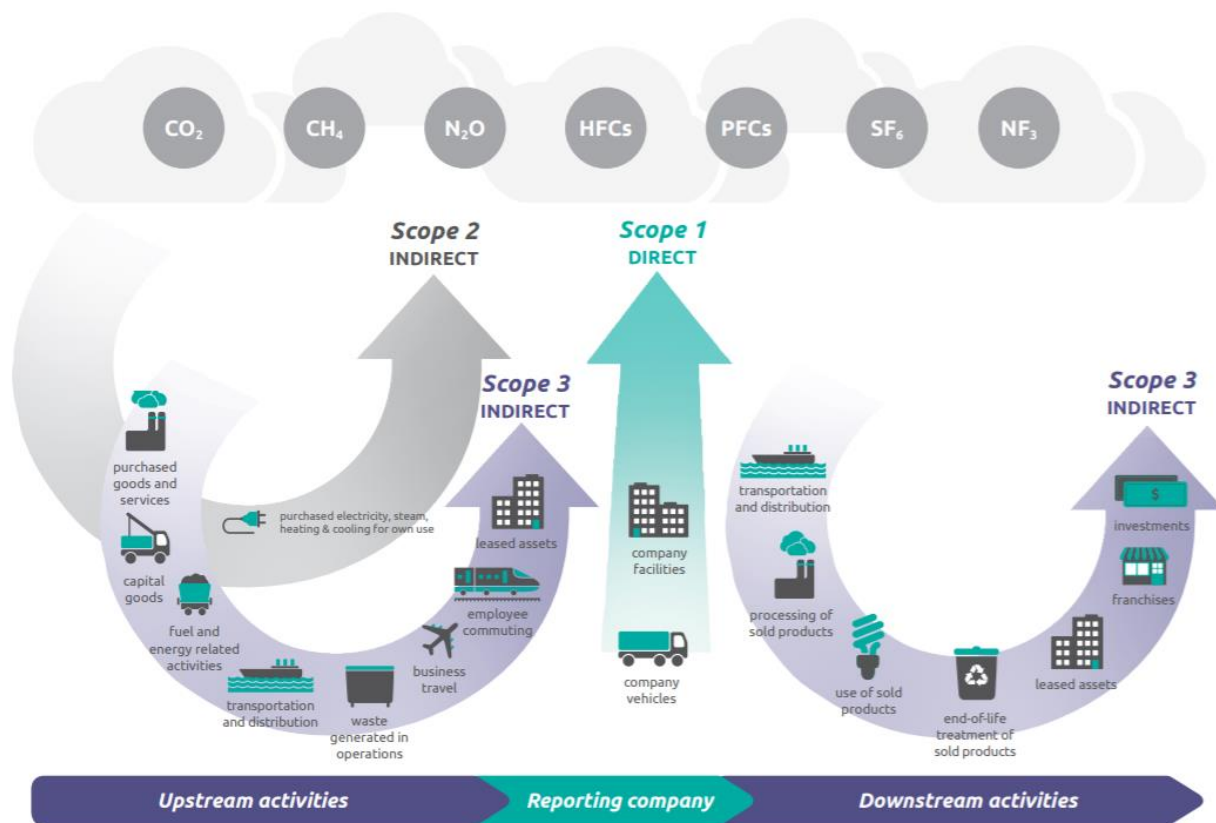 CO₂
CH₄
N₂O
HFCs
PFCs
SF₆
NF₃
Scope 2
INDIRECT
Scope 1
DIRECT
Scope 3
INDIRECT
Scope 3
INDIRECT
purchased
goods and
services
capital
goods
fuel and
energy related
activities
purchased electricity, steam,
heating & cooling for own use
transportation
and distribution
waste
generated in
operations
business
travel
employee
commuting
leased assets
company
facilities
company
vehicles
transportation
and distribution
processing of
sold products
use of sold
products
end-of-life
treatment of
sold products
leased assets
franchises
$
investments
Upstream activities
Reporting company
Downstream activities